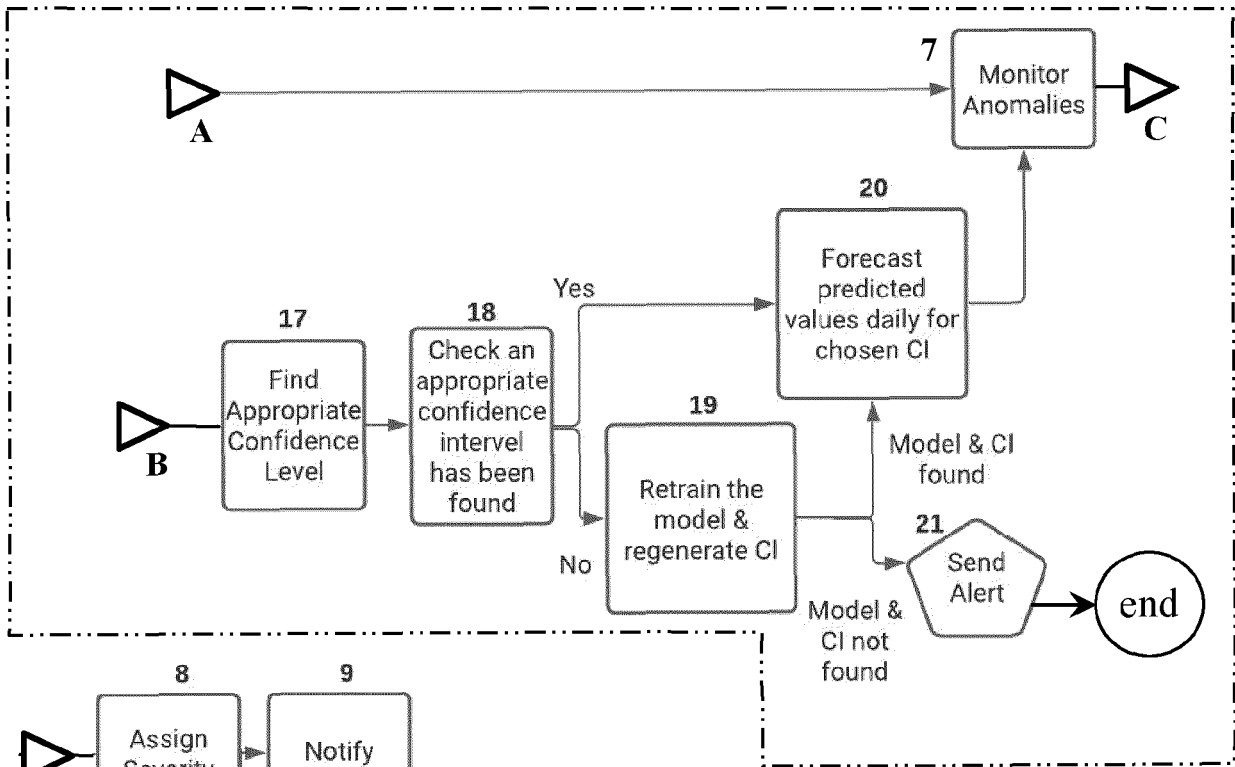 7
Monitor
Anomalies
A
C
20
Forecast
predicted
values daily for
chosen CI
Yes
17
Find
Appropriate
Confidence
Level
18
Check an
appropriate
confidence
intervel
has been
found
B
19
Retrain the
model &
regenerate CI
No
Model & CI
found
21
Send
Alert
end
Model &
CI not
found
8
Assign
Severity
9
Notify